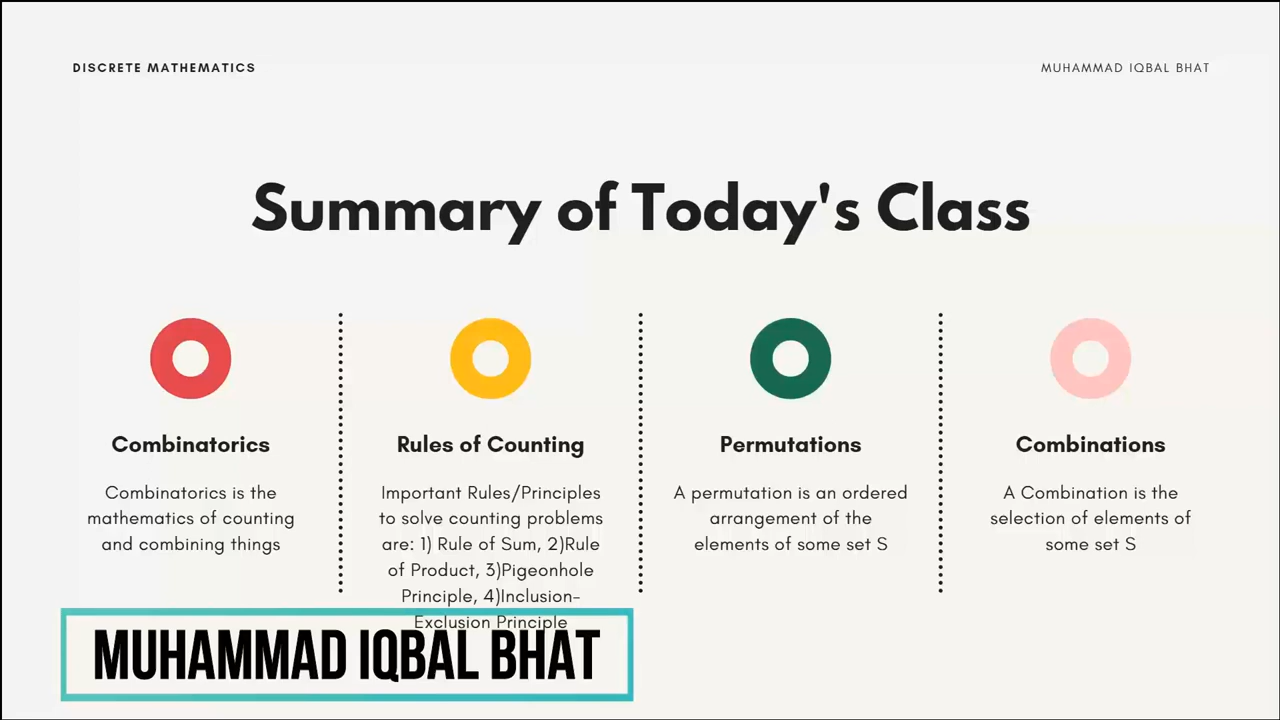 DISCRETE MATHEMATICS
MUHAMMAD IQBAL BHAT
Summary of Today's Class
Combinatorics
Combinatorics is the
mathematics of counting
and combining things
Rules of Counting
Important Rules/Principles
to solve counting problems
are: 1) Rule of Sum, 2)Rule
of Product, 3)Pigeonhole
Principle, 4)Inclusion-
Exclusion Principle
Permutations
A permutation is an ordered
arrangement of the
elements of some set S
Combinations
A Combination is the
selection of elements of
some set S
MUHAMMAD IQBAL BHAT